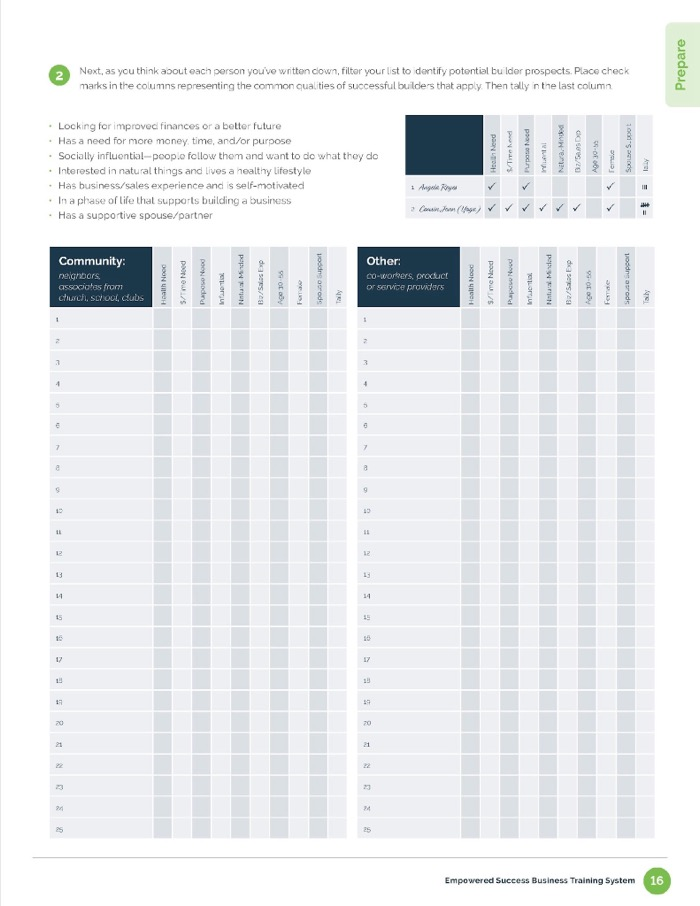 Prepare
2
Next, as you think about each person you've written down, filter your list to identify potential builder prospects. Place check
marks in the columns representing the common qualities of successful builders that apply. Then tally in the last column.
• Looking for improved finances or a better future
• Has a need for more money, time, and/or purpose
• Socially influential—people follow them and want to do what they do
• Interested in natural things and lives a healthy lifestyle
• Has business/sales experience and is self-motivated
• In a phase of life that supports building a business
• Has a supportive spouse/partner
Health Need
$/Time Need
Purpose Need
Influential
Natural-Minded
Biz/Sales Exp
Age 30-55
Female
Spouse Support
Tally
1 Angela Reyes ✓ ✓ ✓ III
2 Cousin Jean (Yoga) ✓ ✓ ✓ ✓ ✓ ✓ ✓
Community:
neighbors,
associates from
church, school, clubs
Health Need
$/Time Need
Purpose Need
Influential
Natural-Minded
Biz/Sales Exp
Age 30-55
Female
Spouse Support
Tally
1
2
3
4
5
6
7
8
9
10
11
12
13
14
15
16
17
18
19
20
21
22
23
24
25
Other:
co-workers, product
or service providers
Health Need
$/Time Need
Purpose Need
Influential
Natural-Minded
Biz/Sales Exp
Age 30-55
Female
Spouse Support
Tally
1
2
3
4
5
6
7
8
9
10
11
12
13
14
15
16
17
18
19
20
21
22
23
24
25
Empowered Success Business Training System 16